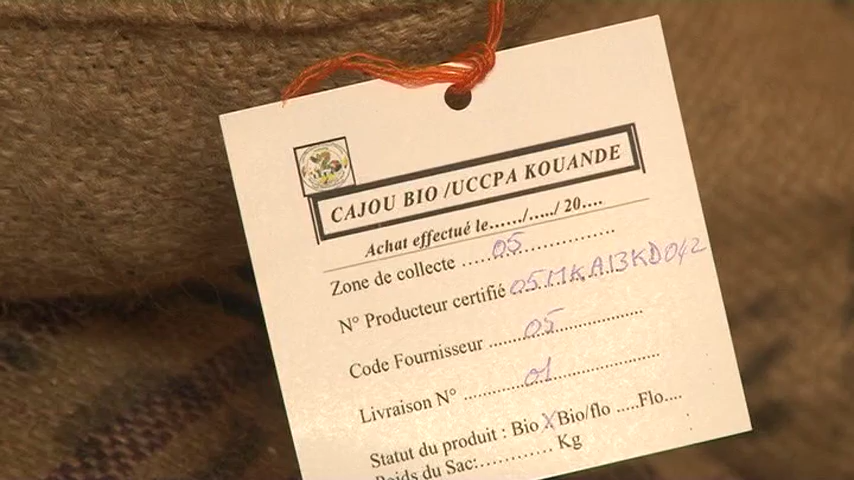 CAJOU BIO /UCCPA KOUANDE
Achat effectué le....../...../ 20....
Zone de collecte ..... 05 ..................
N° Producteur certifié 05MKAB3KD042
Code Fournisseur ....... 05 ..................
Livraison N° ........... 01 ....................
Statut du produit : Bio X Bio/flo .....Flo....
Poids du Sac:............. Kg